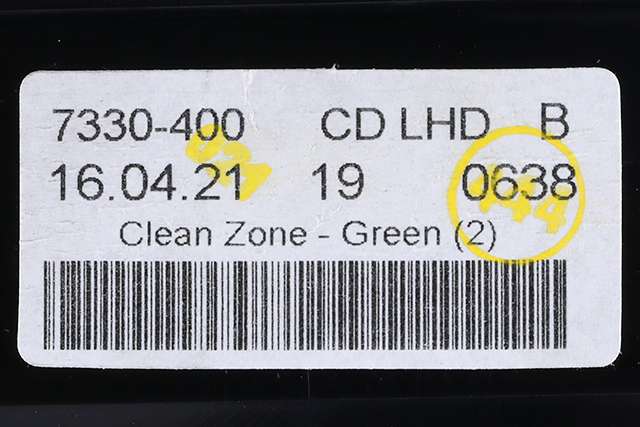 7330-400 CD LHD B
16.04.21 19 0638
Clean Zone - Green (2)